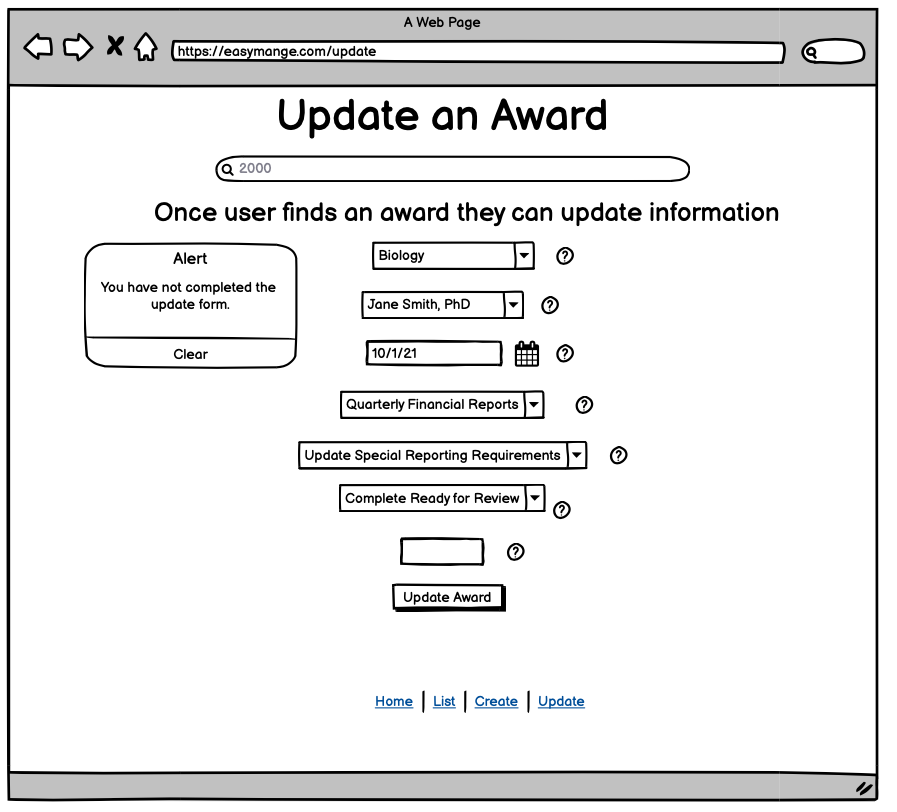 A Web Page
https://easymange.com/update
Update an Award
2000
Once user finds an award they can update information
Alert
You have not completed the
update form.
Clear
Biology
?
Jane Smith, PhD
?
10/1/21
?
Quarterly Financial Reports
?
Update Special Reporting Requirements
?
Complete Ready for Review
?
?
Update Award
Home | List | Create | Update